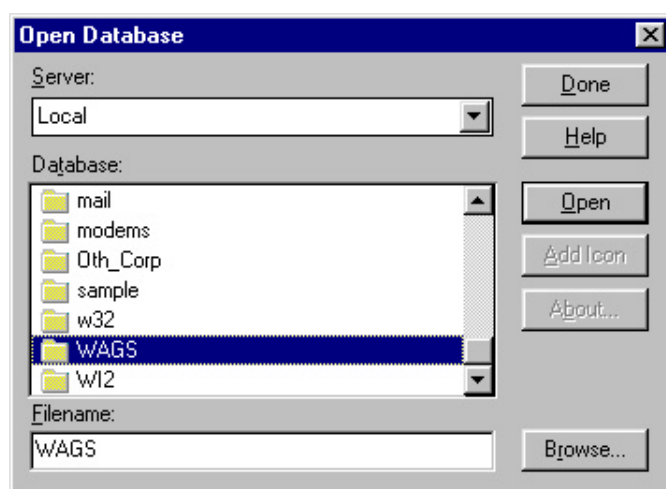 Open Database
Server:
Local
Done
Help
Database:
mail
modems
Oth_Corp
sample
w32
WAGS
WI2
Open
Add Icon
About...
Filename:
WAGS
Browse...